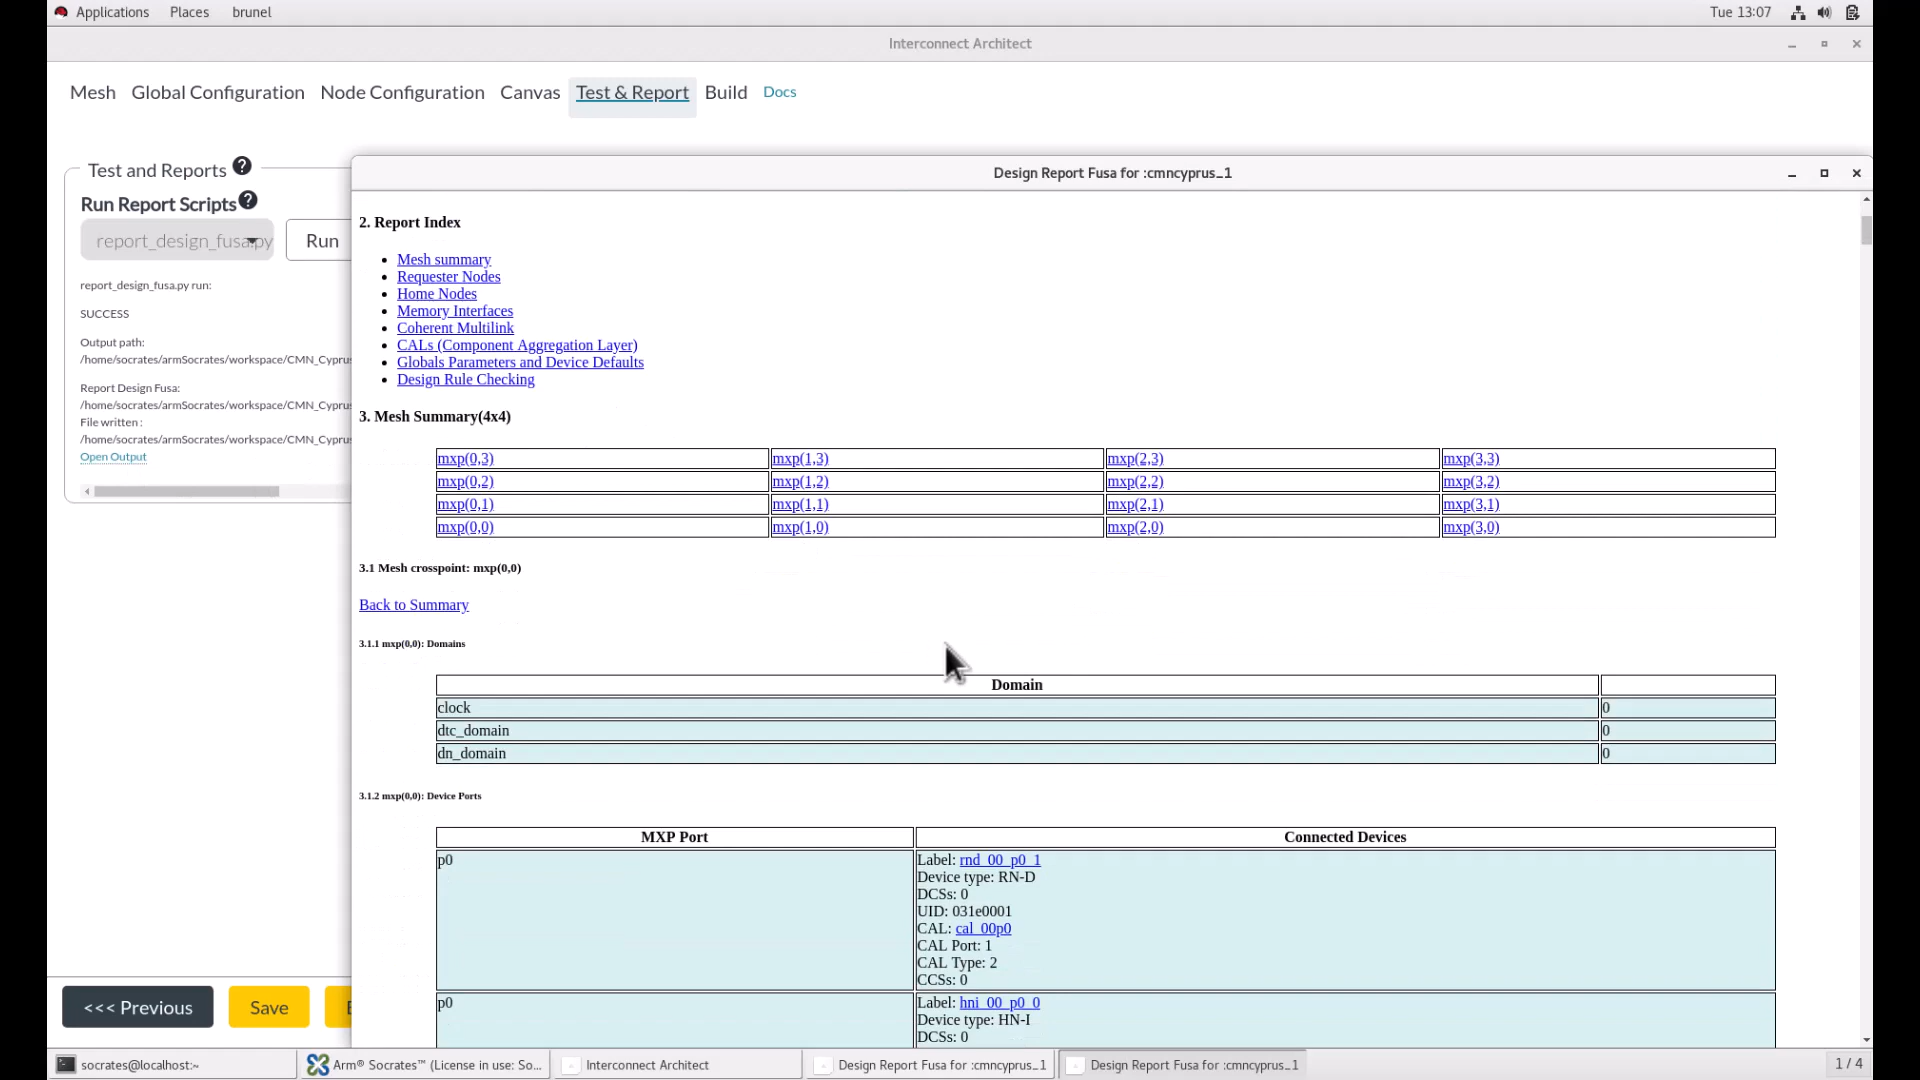 Applications Places brunel Tue 13:07
Interconnect Architect
Mesh Global Configuration Node Configuration Canvas Test & Report Build Docs
Test and Reports
Run Report Scripts
report_design_fusa.py Run
report_design_fusa.py run:
SUCCESS
Output path:
/home/socrates/armSocrates/workspace/CMN_Cyprus
Report Design Fusa:
/home/socrates/armSocrates/workspace/CMN_Cyprus
File written :
/home/socrates/armSocrates/workspace/CMN_Cyprus
Open Output
<<< Previous Save
Design Report Fusa for :cmncyprus_1
2. Report Index
Mesh summary
Requester Nodes
Home Nodes
Memory Interfaces
Coherent Multilink
CALs (Component Aggregation Layer)
Globals Parameters and Device Defaults
Design Rule Checking
3. Mesh Summary(4x4)
mxp(0,3) mxp(1,3) mxp(2,3) mxp(3,3)
mxp(0,2) mxp(1,2) mxp(2,2) mxp(3,2)
mxp(0,1) mxp(1,1) mxp(2,1) mxp(3,1)
mxp(0,0) mxp(1,0) mxp(2,0) mxp(3,0)
3.1 Mesh crosspoint: mxp(0,0)
Back to Summary
3.1.1 mxp(0,0): Domains
Domain
clock 0
dtc_domain 0
dn_domain 0
3.1.2 mxp(0,0): Device Ports
MXP Port Connected Devices
p0 Label: rnd_00_p0_1
Device type: RN-D
DCSs: 0
UID: 031e0001
CAL: cal_00p0
CAL Port: 1
CAL Type: 2
CCSs: 0
p0 Label: hni_00_p0_0
Device type: HN-I
DCSs: 0
socrates@localhost:~ Arm® Socrates™ (License in use: So... Interconnect Architect Design Report Fusa for :cmncyprus_1 Design Report Fusa for :cmncyprus_1 1 / 4